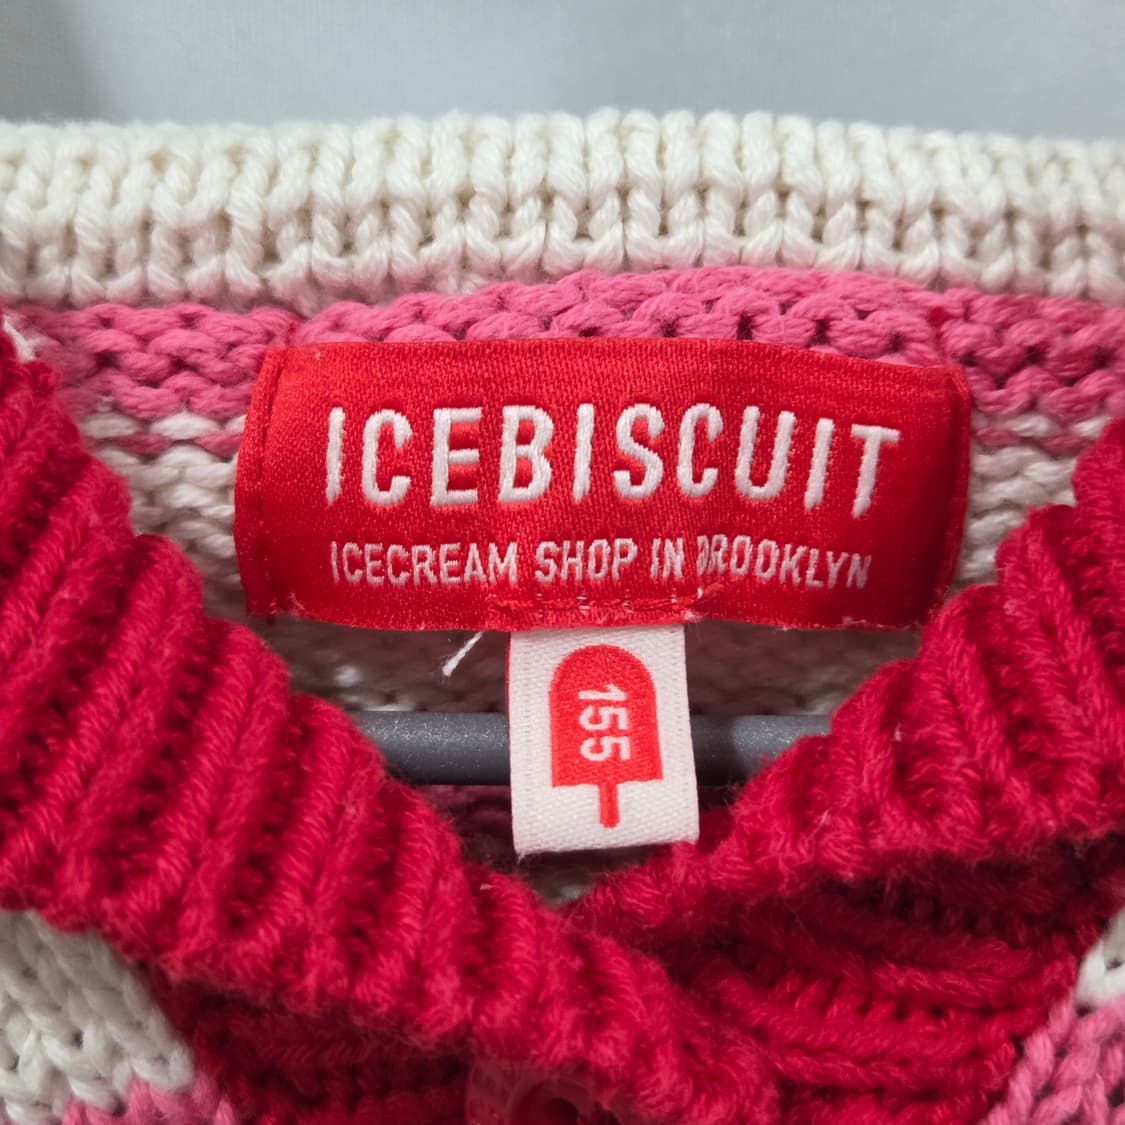 ICEBISCUIT
ICECREAM SHOP IN BROOKLYN
155